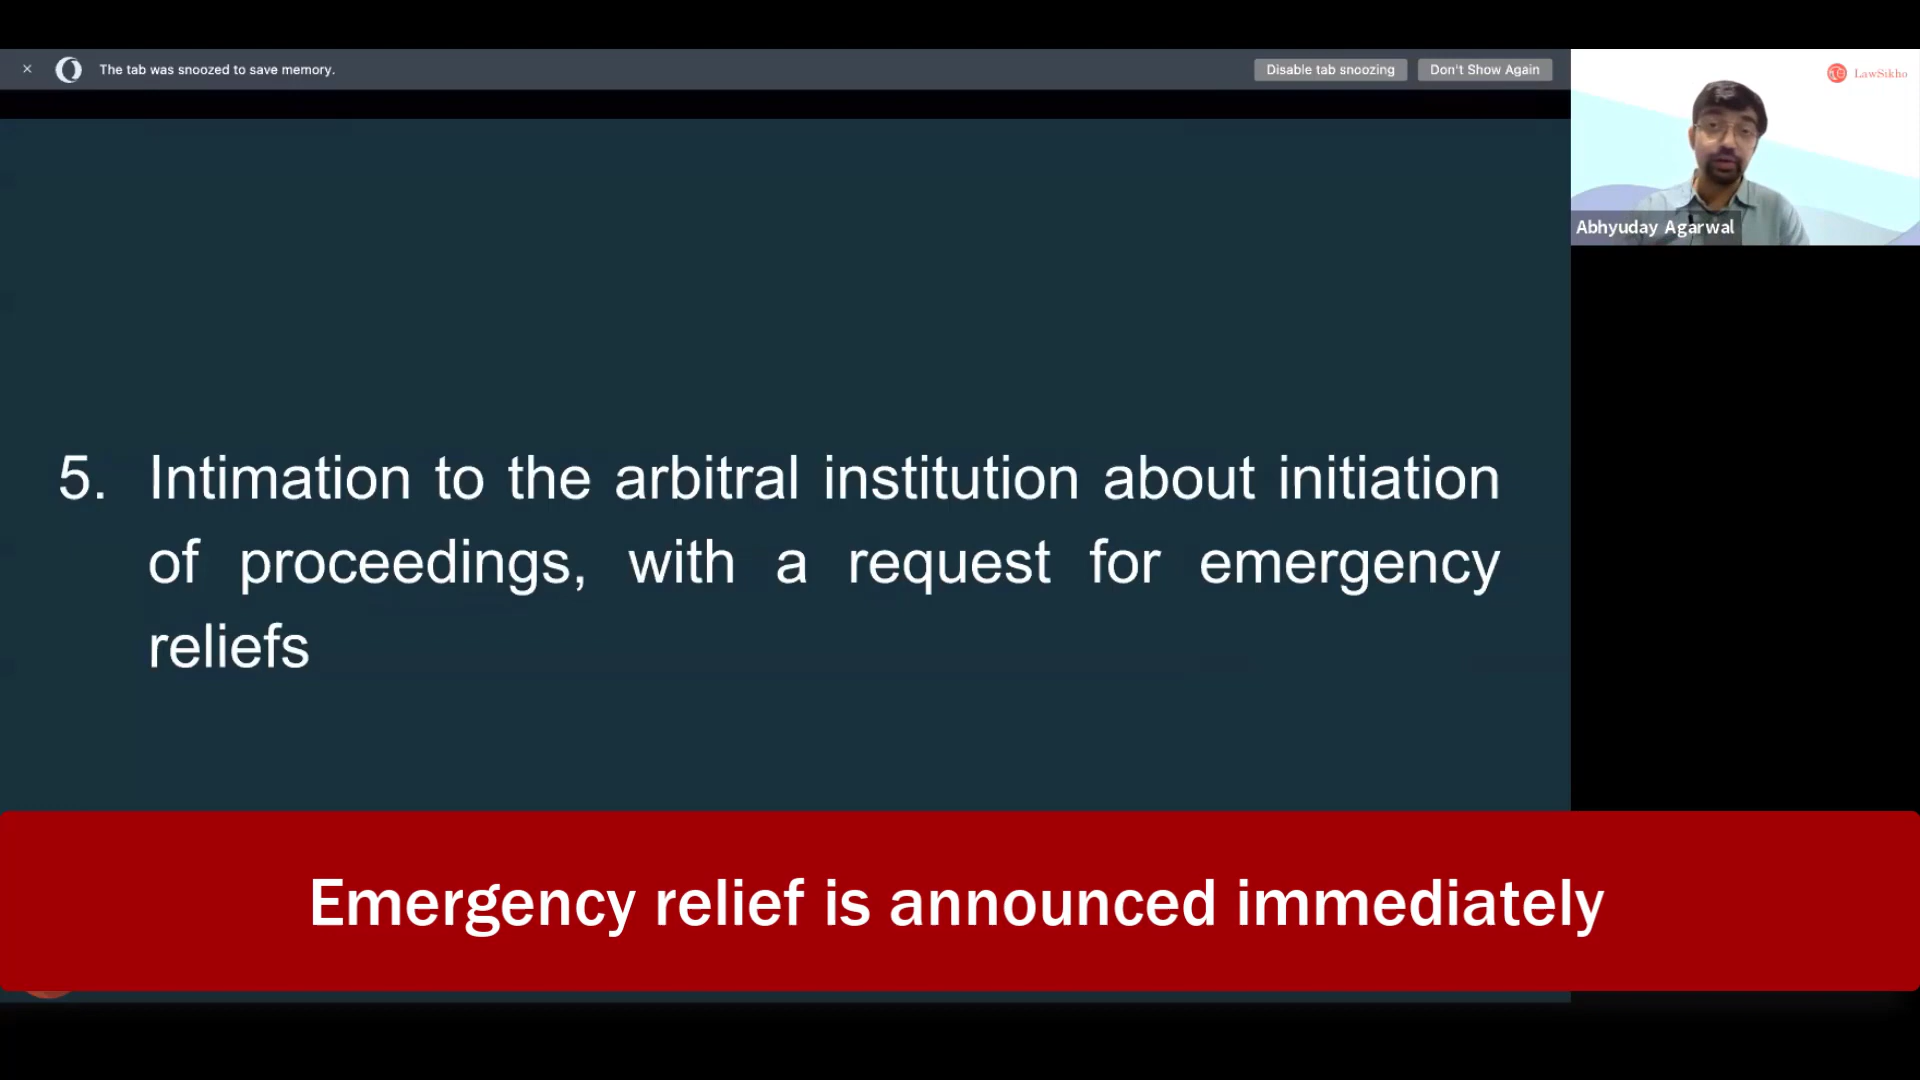 The tab was snoozed to save memory.
Disable tab snoozing
Don't Show Again
LawSikho
Abhyuday Agarwal
5. Intimation to the arbitral institution about initiation
of proceedings, with a request for emergency
reliefs
Emergency relief is announced immediately